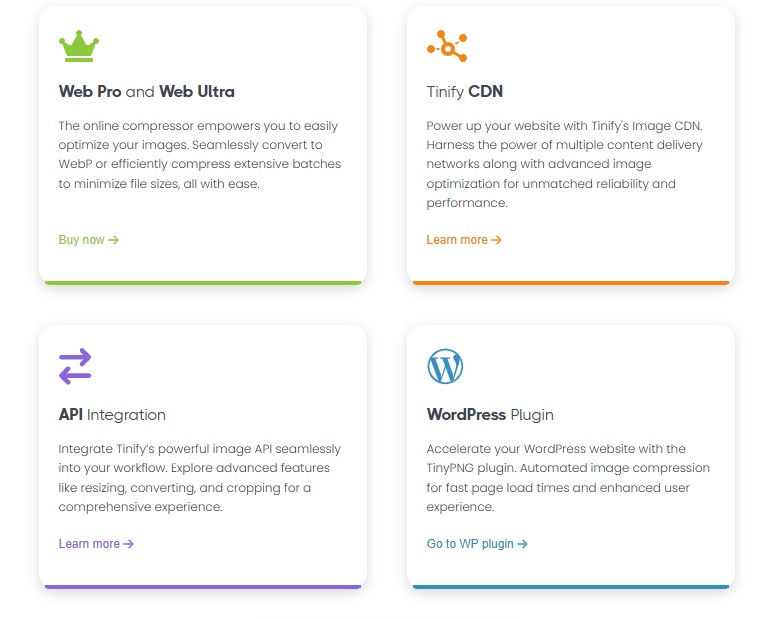 Web Pro and Web Ultra
The online compressor empowers you to easily
optimize your images. Seamlessly convert to
WebP or efficiently compress extensive batches
to minimize file sizes, all with ease.
Buy now →
Tinify CDN
Power up your website with Tinify's Image CDN.
Harness the power of multiple content delivery
networks along with advanced image
optimization for unmatched reliability and
performance.
Learn more →
API Integration
Integrate Tinify's powerful image API seamlessly
into your workflow. Explore advanced features
like resizing, converting, and cropping for a
comprehensive experience.
Learn more →
WordPress Plugin
Accelerate your WordPress website with the
TinyPNG plugin. Automated image compression
for fast page load times and enhanced user
experience.
Go to WP plugin →